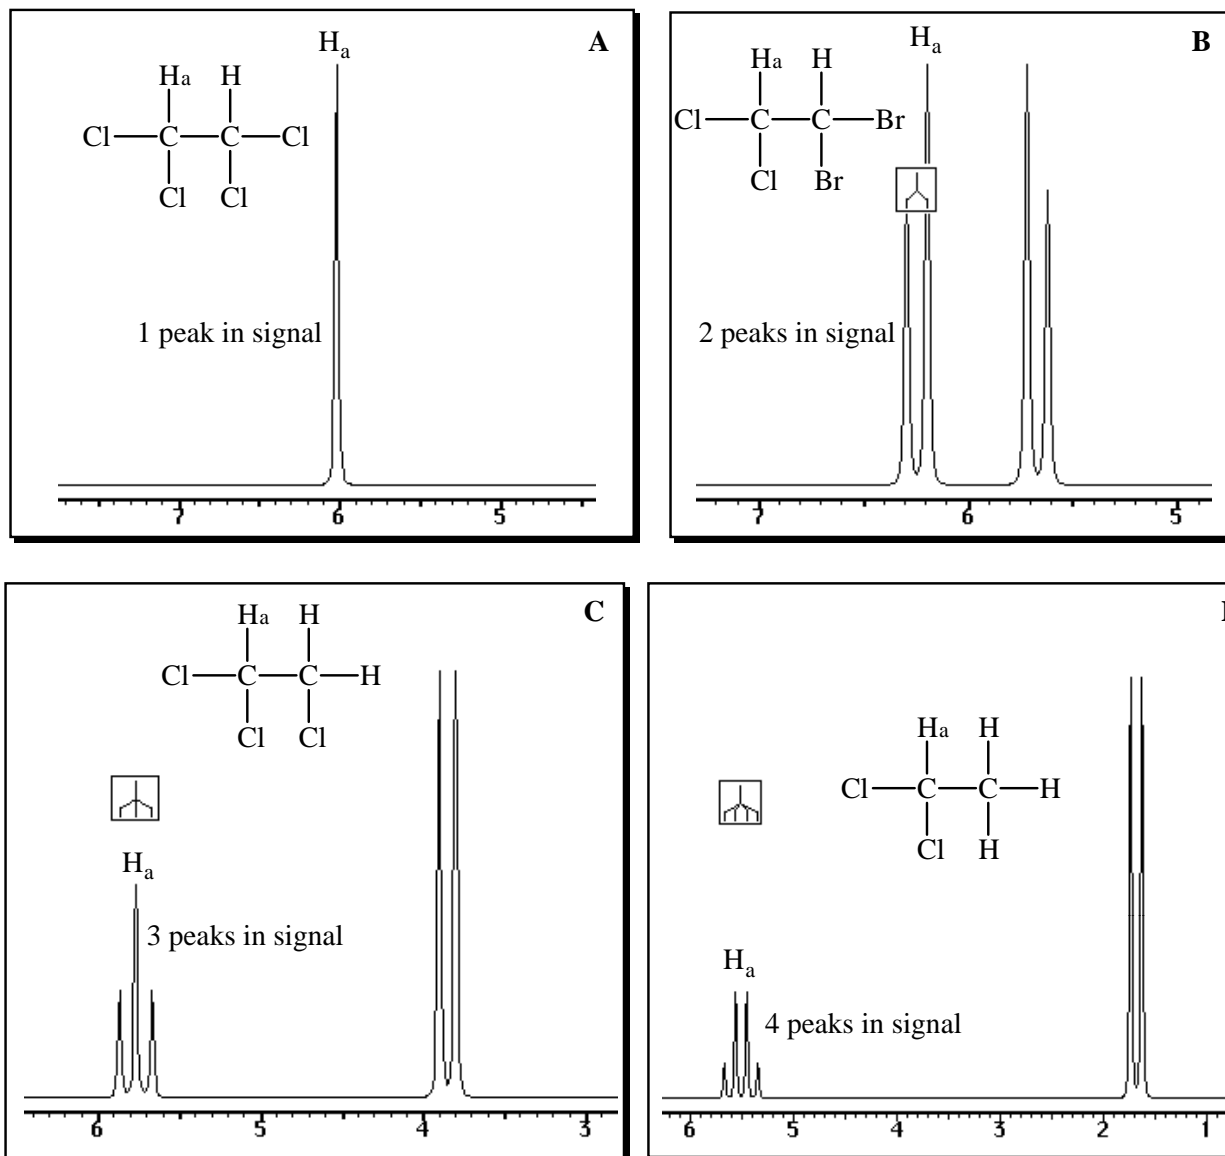 A
Ha
Ha H
Cl C C Cl
Cl Cl
1 peak in signal
7 6 5
B
Ha
Ha H
Cl C C Br
Cl Br
2 peaks in signal
7 6 5
C
Ha H
Cl C C H
Cl Cl
Ha
3 peaks in signal
6 5 4 3
Ha H
Cl C C H
Cl H
Ha
4 peaks in signal
6 5 4 3 2 1